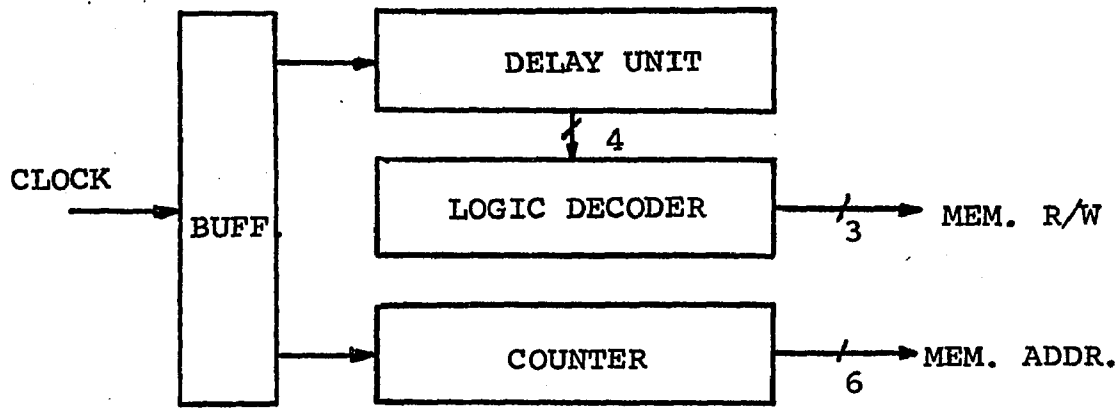 DELAY UNIT
4
CLOCK
LOGIC DECODER
BUFF.
3
MEM. R/W
COUNTER
6
MEM. ADDR.